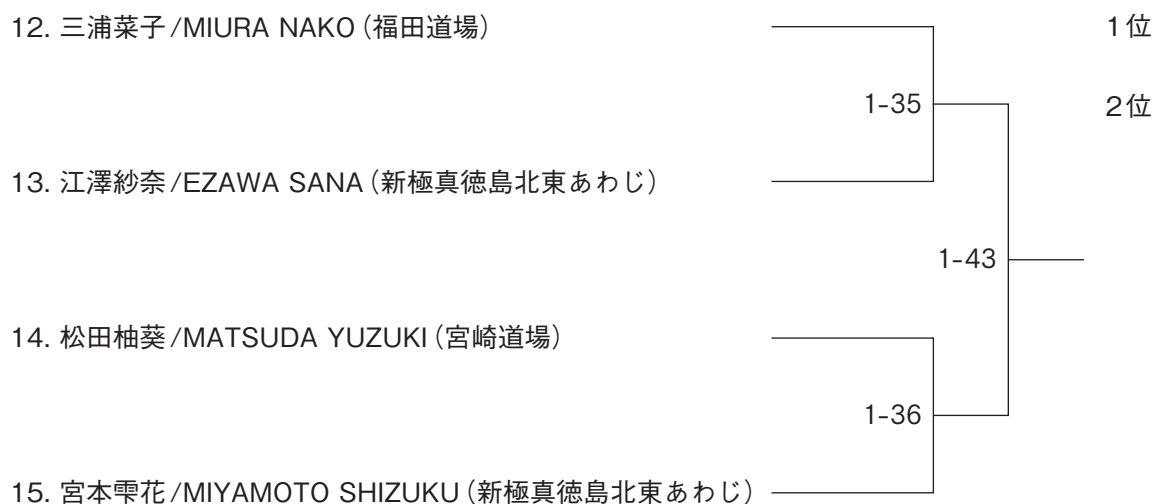 12. 三浦菜子/MIURA NAKO（福田道場）
1位
1-35
2位
13. 江澤紗奈/EZAWA SANA（新極真徳島北東あわじ）
1-43
14. 松田柚葵/MATSUDA YUZUKI（宮崎道場）
1-36
15. 宮本雫花/MIYAMOTO SHIZUKU（新極真徳島北東あわじ）